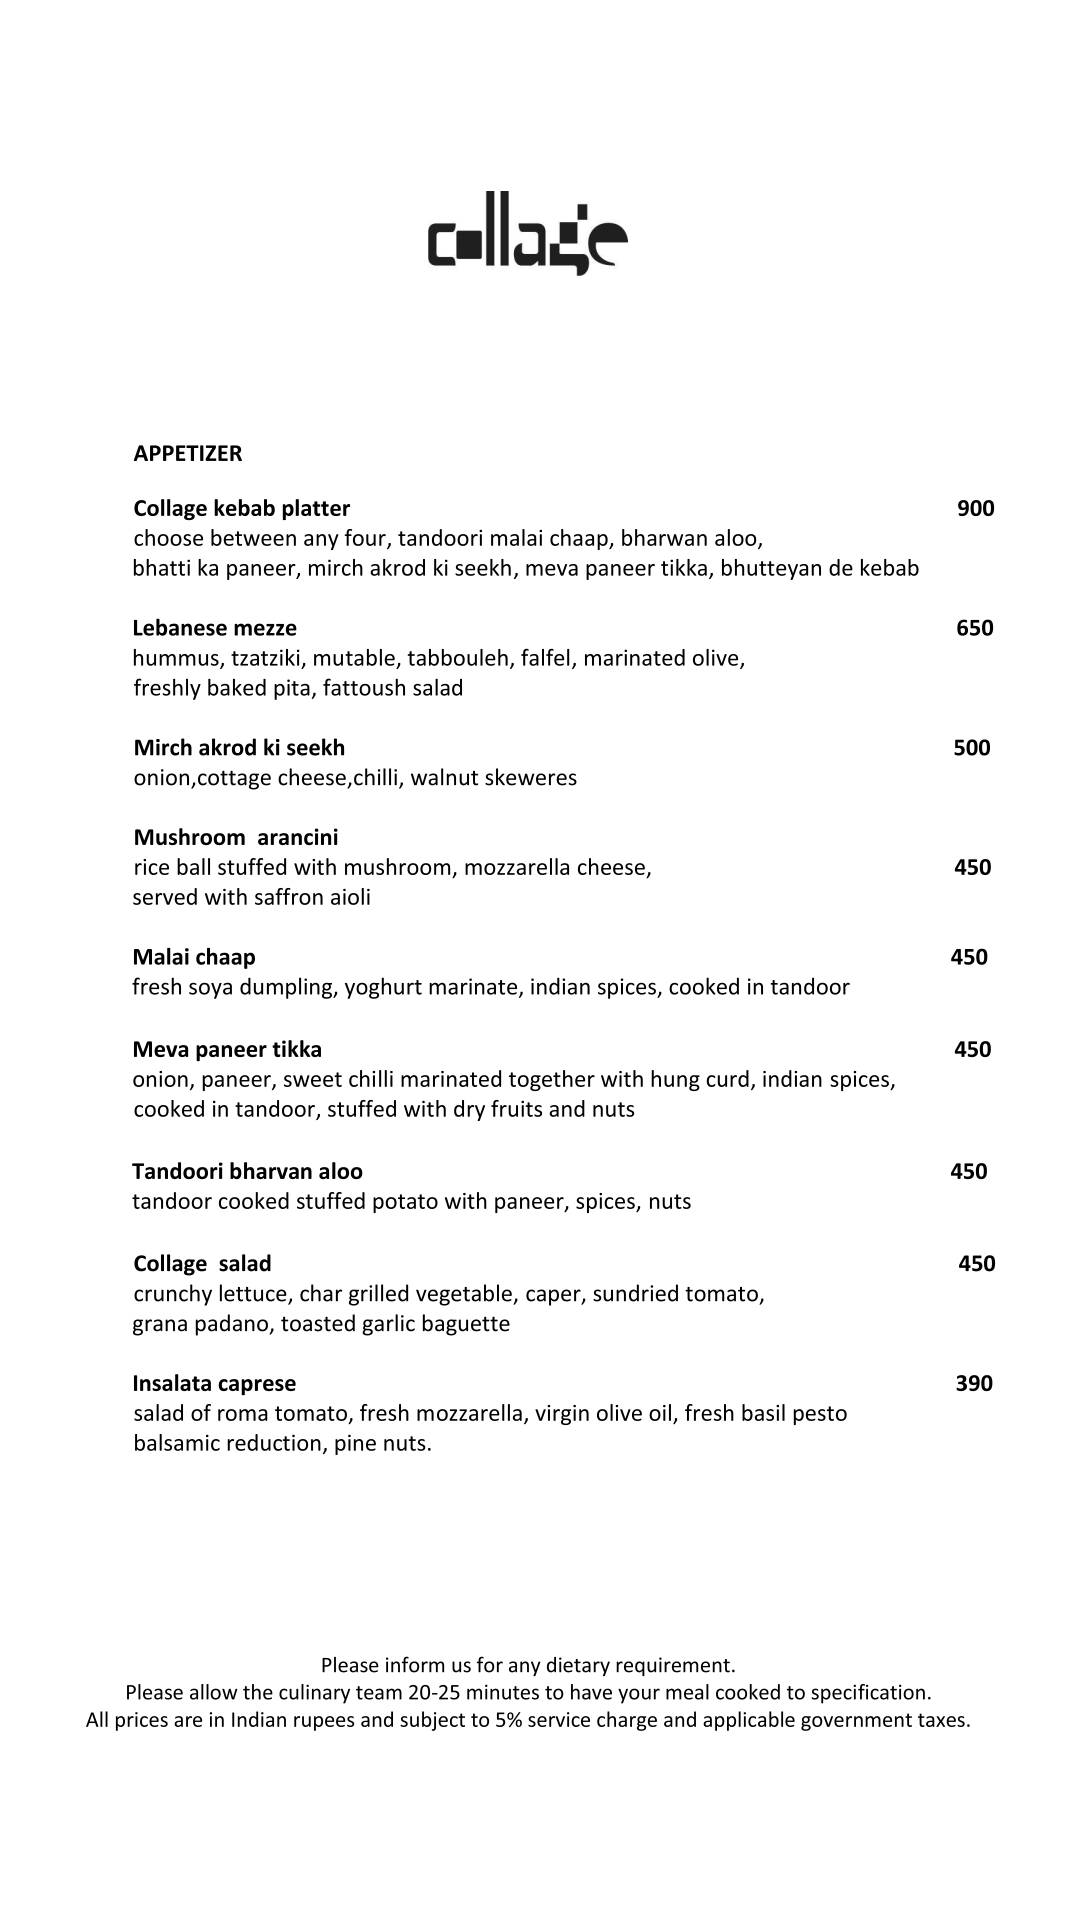 collage
APPETIZER
Collage kebab platter 900
choose between any four, tandoori malai chaap, bharwan aloo,
bhatti ka paneer, mirch akrod ki seekh, meva paneer tikka, bhutteyan de kebab
Lebanese mezze 650
hummus, tzatziki, mutable, tabbouleh, falfel, marinated olive,
freshly baked pita, fattoush salad
Mirch akrod ki seekh 500
onion,cottage cheese,chilli, walnut skeweres
Mushroom  arancini
rice ball stuffed with mushroom, mozzarella cheese, 450
served with saffron aioli
Malai chaap 450
fresh soya dumpling, yoghurt marinate, indian spices, cooked in tandoor
Meva paneer tikka 450
onion, paneer, sweet chilli marinated together with hung curd, indian spices,
cooked in tandoor, stuffed with dry fruits and nuts
Tandoori bharvan aloo 450
tandoor cooked stuffed potato with paneer, spices, nuts
Collage  salad 450
crunchy lettuce, char grilled vegetable, caper, sundried tomato,
grana padano, toasted garlic baguette
Insalata caprese 390
salad of roma tomato, fresh mozzarella, virgin olive oil, fresh basil pesto
balsamic reduction, pine nuts.
Please inform us for any dietary requirement.
Please allow the culinary team 20-25 minutes to have your meal cooked to specification.
All prices are in Indian rupees and subject to 5% service charge and applicable government taxes.